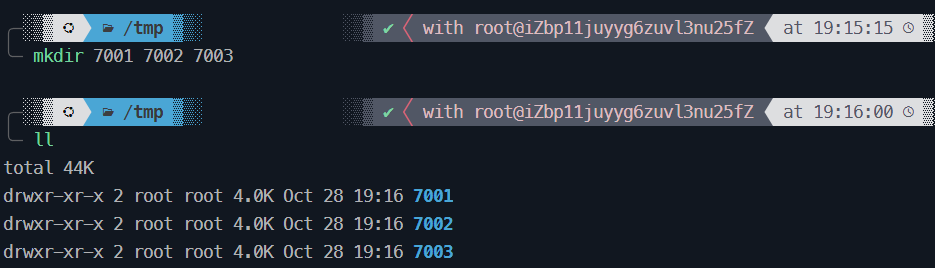 /tmp ✔ with root@iZbp11juyyg6zuvl3nu25fZ at 19:15:15
mkdir 7001 7002 7003
/tmp ✔ with root@iZbp11juyyg6zuvl3nu25fZ at 19:16:00
ll
total 44K
drwxr-xr-x 2 root root 4.0K Oct 28 19:16 7001
drwxr-xr-x 2 root root 4.0K Oct 28 19:16 7002
drwxr-xr-x 2 root root 4.0K Oct 28 19:16 7003